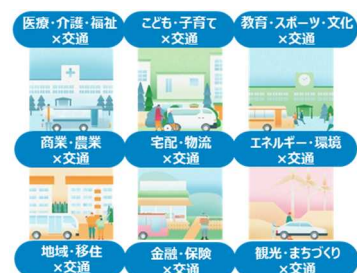 医療・介護・福祉
×交通
こども・子育て
×交通
教育・スポーツ・文化
×交通
商業・農業
×交通
宅配・物流
×交通
エネルギー・環境
×交通
地域・移住
×交通
金融・保険
×交通
観光・まちづくり
×交通